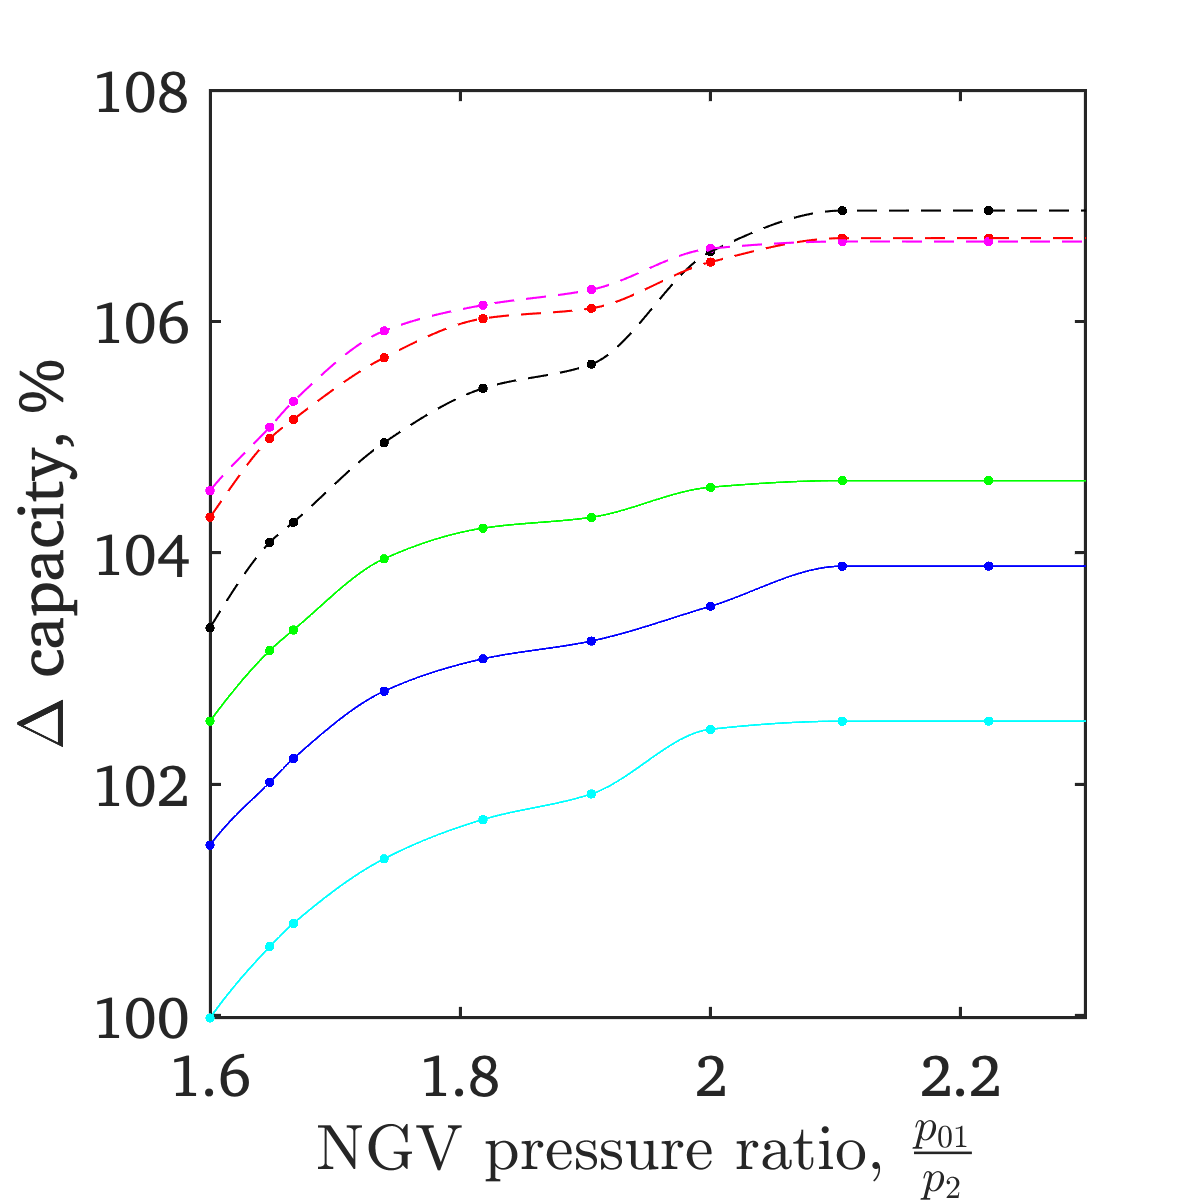 108
106
104
102
100
Δ capacity, %
1.6 1.8 2 2.2
NGV pressure ratio, p01/p2